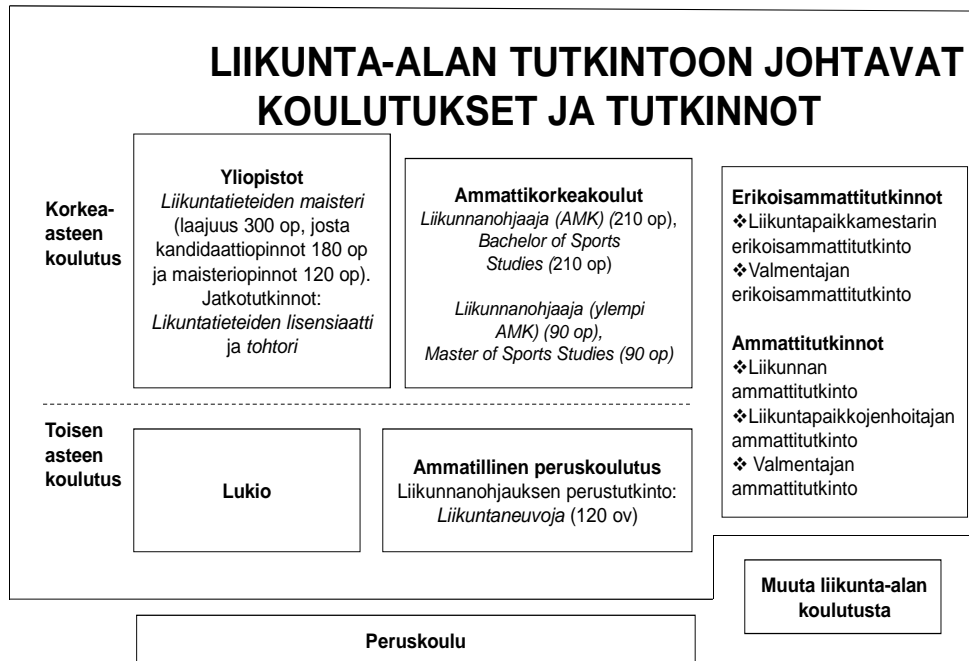 LIIKUNTA-ALAN TUTKINTOON JOHTAVAT
KOULUTUKSET JA TUTKINNOT
Korkea-
asteen
koulutus
Yliopistot
Liikuntatieteiden maisteri
(laajuus 300 op, josta
kandidaattiopinnot 180 op
ja maisteriopinnot 120 op).
Jatkotutkinnot:
Likuntatieteiden lisensiaatti
ja tohtori
Ammattikorkeakoulut
Liikunnanohjaaja (AMK) (210 op),
Bachelor of Sports
Studies (210 op)
Liikunnanohjaaja (ylempi
AMK) (90 op),
Master of Sports Studies (90 op)
Erikoisammattitutkinnot
❖Liikuntapaikkamestarin
erikoisammattitutkinto
❖Valmentajan
erikoisammattitutkinto
Ammattitutkinnot
❖Liikunnan
ammattitutkinto
❖Liikuntapaikkojenhoitajan
ammattitutkinto
❖ Valmentajan
ammattitutkinto
Toisen
asteen
koulutus
Lukio
Ammatillinen peruskoulutus
Liikunnanohjauksen perustutkinto:
Liikuntaneuvoja (120 ov)
Muuta liikunta-alan
koulutusta
Peruskoulu